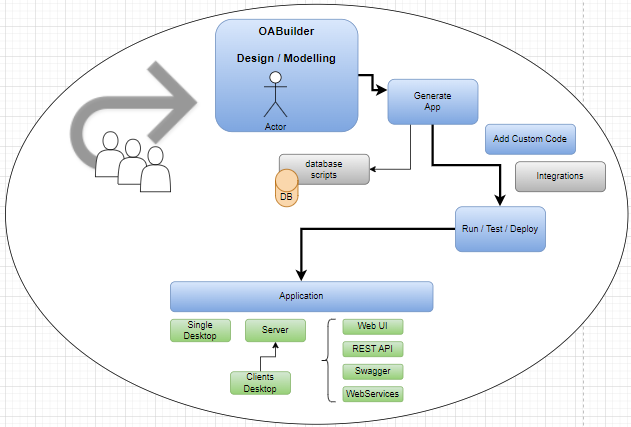 OABuilder
Design / Modelling
Actor
Generate
App
Add Custom Code
database
scripts
DB
Integrations
Run / Test / Deploy
Application
Single
Desktop
Server
Web UI
REST API
Clients
Desktop
Swagger
WebServices